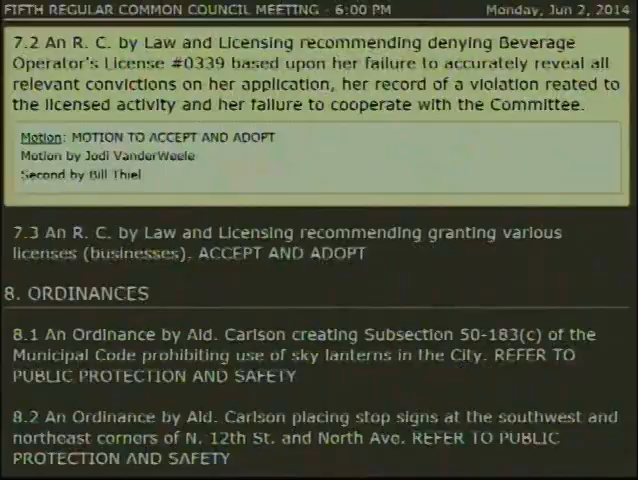 FIFTH REGULAR COMMON COUNCIL MEETING - 6:00 PM Monday, Jun 2, 2014
7.2 An R. C. by Law and Licensing recommending denying Beverage
Operator's License #0339 based upon her failure to accurately reveal all
relevant convictions on her application, her record of a violation reated to
the licensed activity and her failure to cooperate with the Committee.
Motion: MOTION TO ACCEPT AND ADOPT
Motion by Jodi VanderWeele
Second by Bill Thiel
7.3 An R. C. by Law and Licensing recommending granting various
licenses (businesses). ACCEPT AND ADOPT
8. ORDINANCES
8.1 An Ordinance by Ald. Carlson creating Subsection 50-183(c) of the
Municipal Code prohibiting use of sky lanterns in the City. REFER TO
PUBLIC PROTECTION AND SAFETY
8.2 An Ordinance by Ald. Carlson placing stop signs at the southwest and
northeast corners of N. 12th St. and North Ave. REFER TO PUBLIC
PROTECTION AND SAFETY